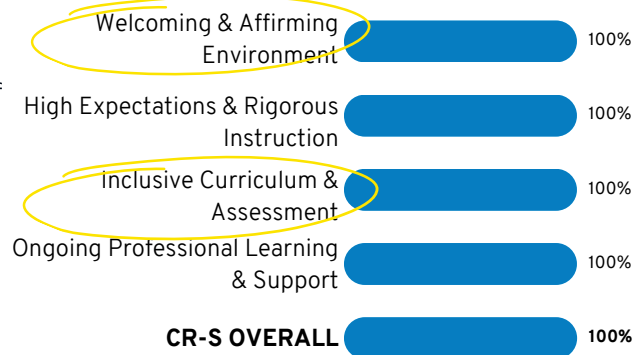 Welcoming & Affirming
Environment
100%
High Expectations & Rigorous
Instruction
100%
Inclusive Curriculum &
Assessment
100%
Ongoing Professional Learning
& Support
100%
CR-S OVERALL
100%